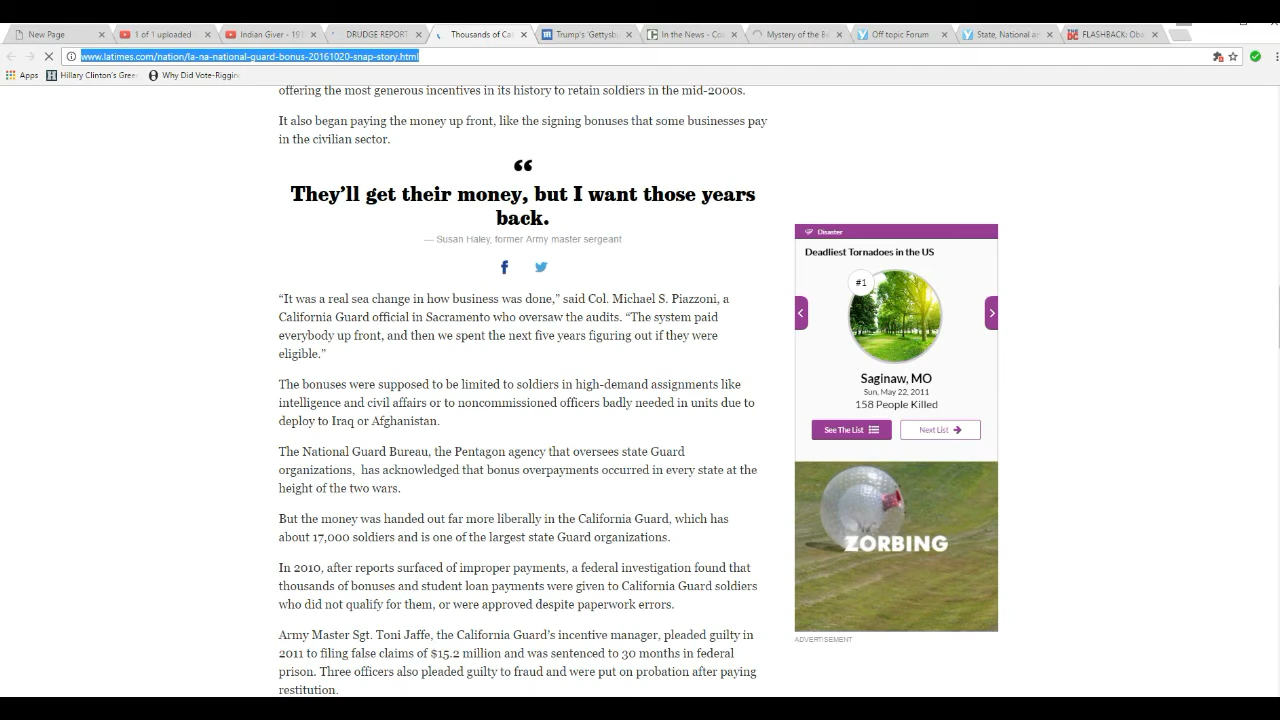 New Page
1 of 1 uploaded
Indian Giver - 191
DRUDGE REPORT
Thousands of Cal
Trump's 'Gettysb
In the News - Co
Mystery of the B
Off topic Forum
State, National a
FLASHBACK: Ob
www.latimes.com/nation/la-na-national-guard-bonus-20161020-snap-story.html
Apps
Hillary Clinton's Gree
Why Did Vote-Riggin
offering the most generous incentives in its history to retain soldiers in the mid-2000s.
It also began paying the money up front, like the signing bonuses that some businesses pay
in the civilian sector.
“
They’ll get their money, but I want those years
back.
— Susan Haley, former Army master sergeant
“It was a real sea change in how business was done,” said Col. Michael S. Piazzoni, a
California Guard official in Sacramento who oversaw the audits. “The system paid
everybody up front, and then we spent the next five years figuring out if they were
eligible.”
The bonuses were supposed to be limited to soldiers in high-demand assignments like
intelligence and civil affairs or to noncommissioned officers badly needed in units due to
deploy to Iraq or Afghanistan.
The National Guard Bureau, the Pentagon agency that oversees state Guard
organizations, has acknowledged that bonus overpayments occurred in every state at the
height of the two wars.
But the money was handed out far more liberally in the California Guard, which has
about 17,000 soldiers and is one of the largest state Guard organizations.
In 2010, after reports surfaced of improper payments, a federal investigation found that
thousands of bonuses and student loan payments were given to California Guard soldiers
who did not qualify for them, or were approved despite paperwork errors.
Army Master Sgt. Toni Jaffe, the California Guard’s incentive manager, pleaded guilty in
2011 to filing false claims of $15.2 million and was sentenced to 30 months in federal
prison. Three officers also pleaded guilty to fraud and were put on probation after paying
restitution.
Disaster
Deadliest Tornadoes in the US
#1
Saginaw, MO
Sun, May 22, 2011
158 People Killed
See The List
Next List
ZORBING
ADVERTISEMENT